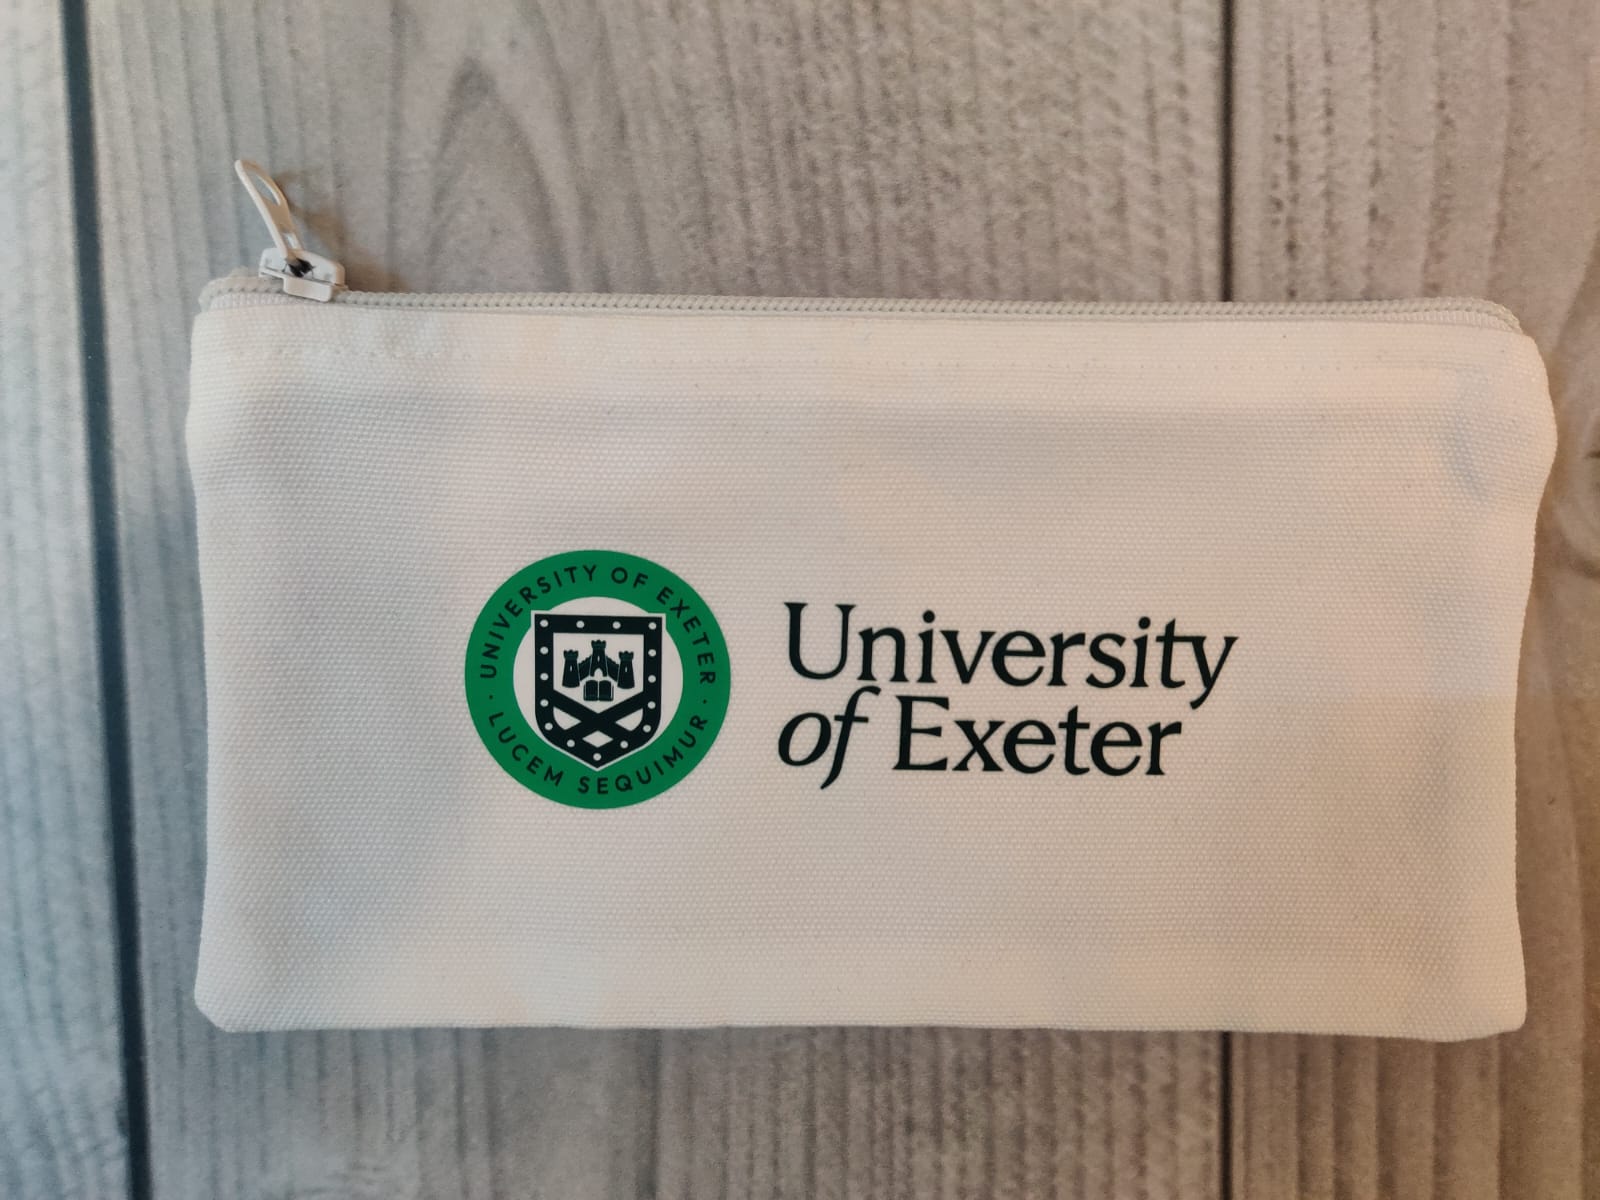 UNIVERSITY OF EXETER
· LUCEM SEQUIMUR ·
University
of Exeter